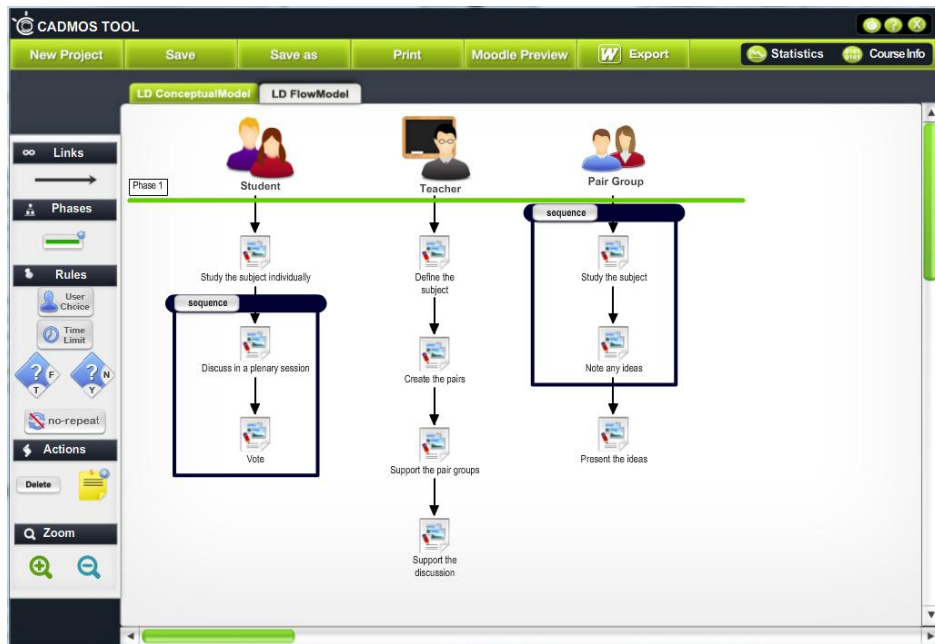 CADMOS TOOL
New Project
Save
Save as
Print
Moodle Preview
W Export
Statistics
Course Info
LD ConceptualModel
LD FlowModel
Links
Phases
Rules
User
Choice
Time
Limit
? F
T
? N
Y
no-repeat
Actions
Delete
Zoom
Phase 1
Student
Teacher
Pair Group
Study the subject individually
sequence
Discuss in a plenary session
Vote
Define the
subject
Create the pairs
Support the pair groups
Support the
discussion
sequence
Study the subject
Note any ideas
Present the ideas